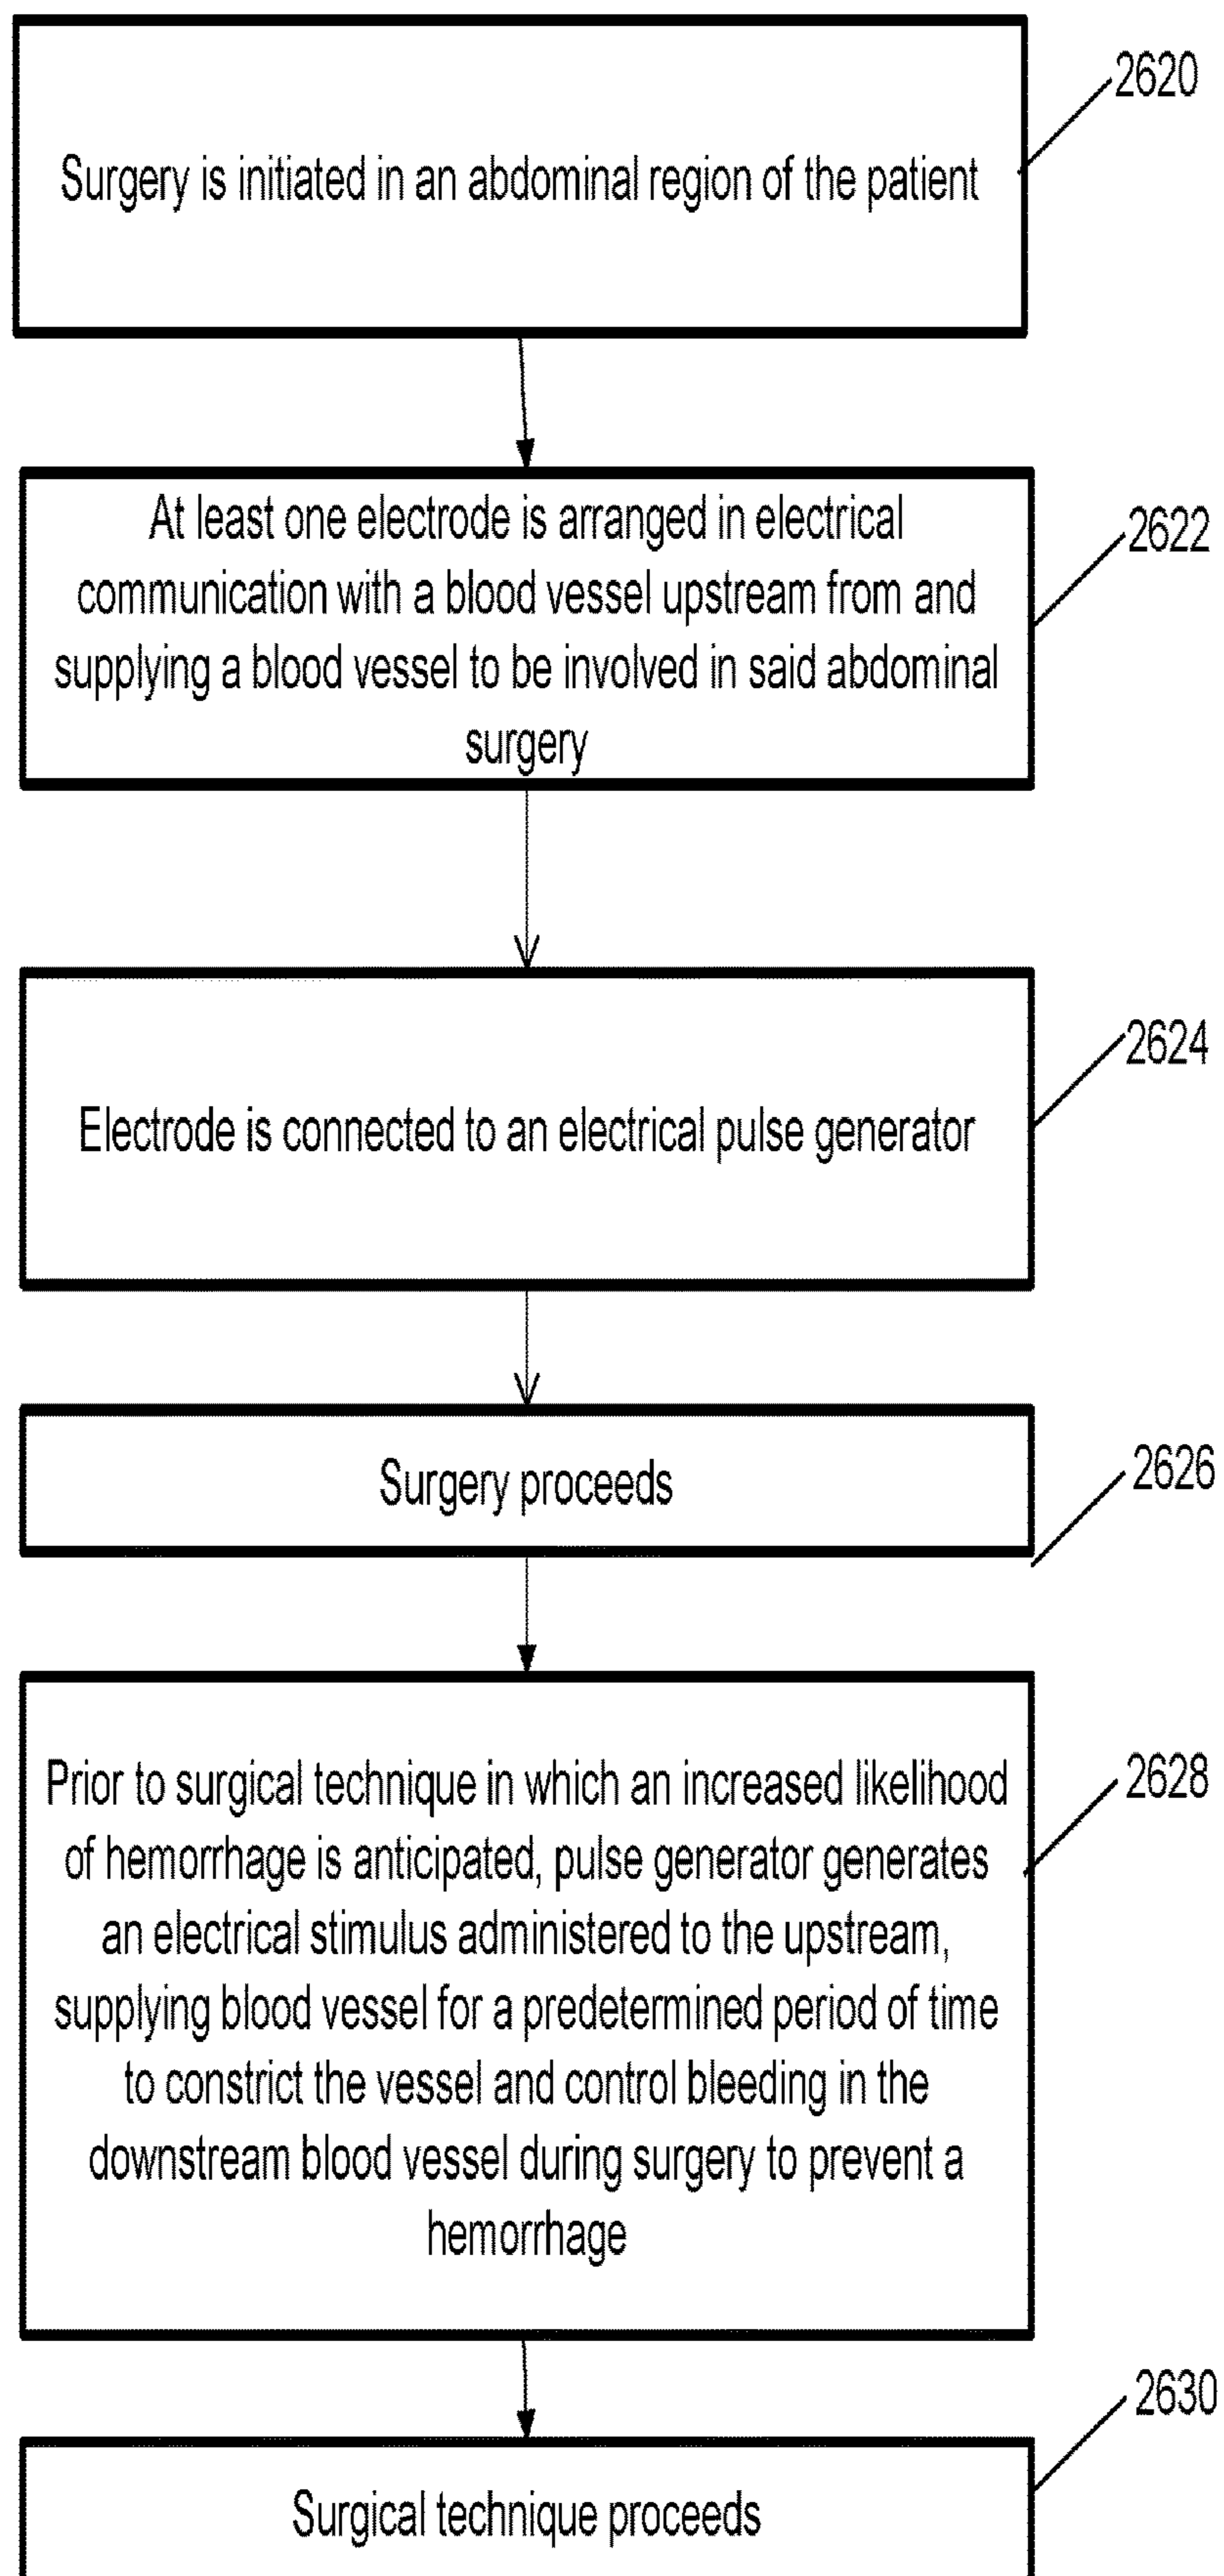 2620
Surgery is initiated in an abdominal region of the patient
2622
At least one electrode is arranged in electrical
communication with a blood vessel upstream from and
supplying a blood vessel to be involved in said abdominal
surgery
2624
Electrode is connected to an electrical pulse generator
2626
Surgery proceeds
2628
Prior to surgical technique in which an increased likelihood
of hemorrhage is anticipated, pulse generator generates
an electrical stimulus administered to the upstream,
supplying blood vessel for a predetermined period of time
to constrict the vessel and control bleeding in the
downstream blood vessel during surgery to prevent a
hemorrhage
2630
Surgical technique proceeds